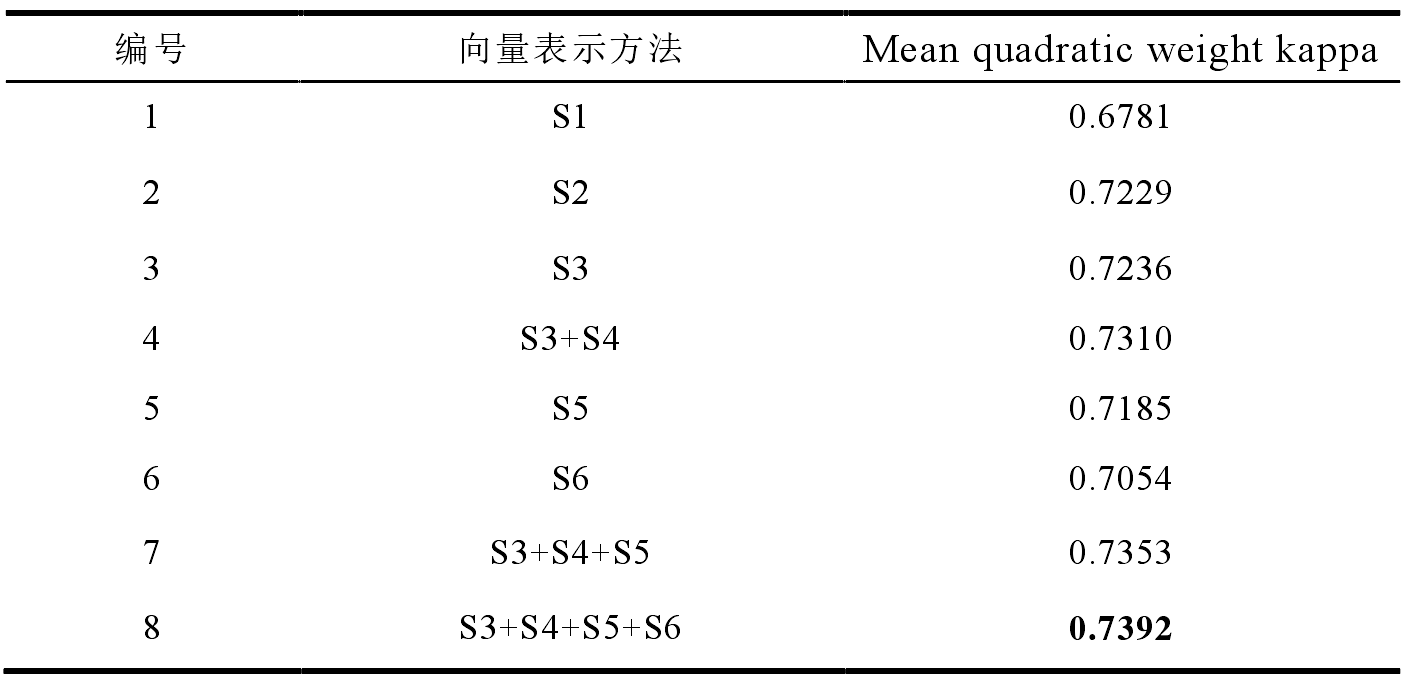 编号 向量表示方法 Mean quadratic weight kappa
1 S1 0.6781
2 S2 0.7229
3 S3 0.7236
4 S3+S4 0.7310
5 S5 0.7185
6 S6 0.7054
7 S3+S4+S5 0.7353
8 S3+S4+S5+S6 0.7392